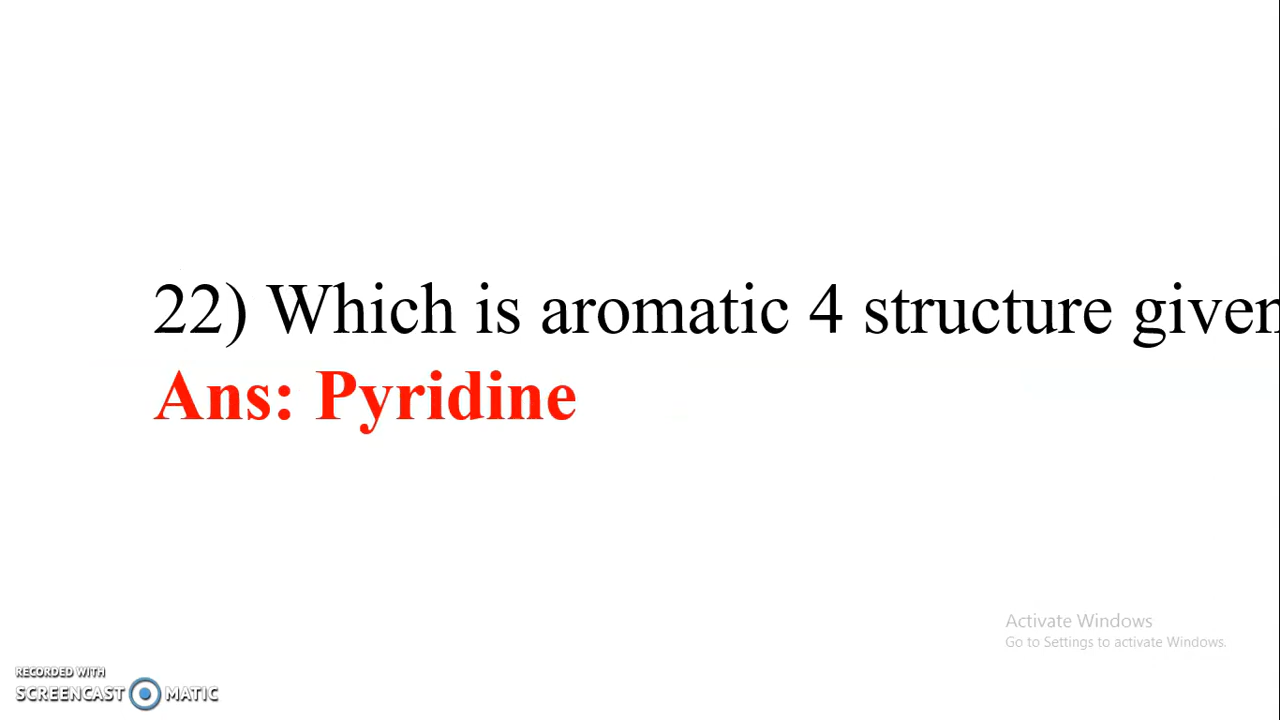 22) Which is aromatic 4 structure given
Ans: Pyridine
Activate Windows
Go to Settings to activate Windows.
RECORDED WITH
SCREENCAST MATIC